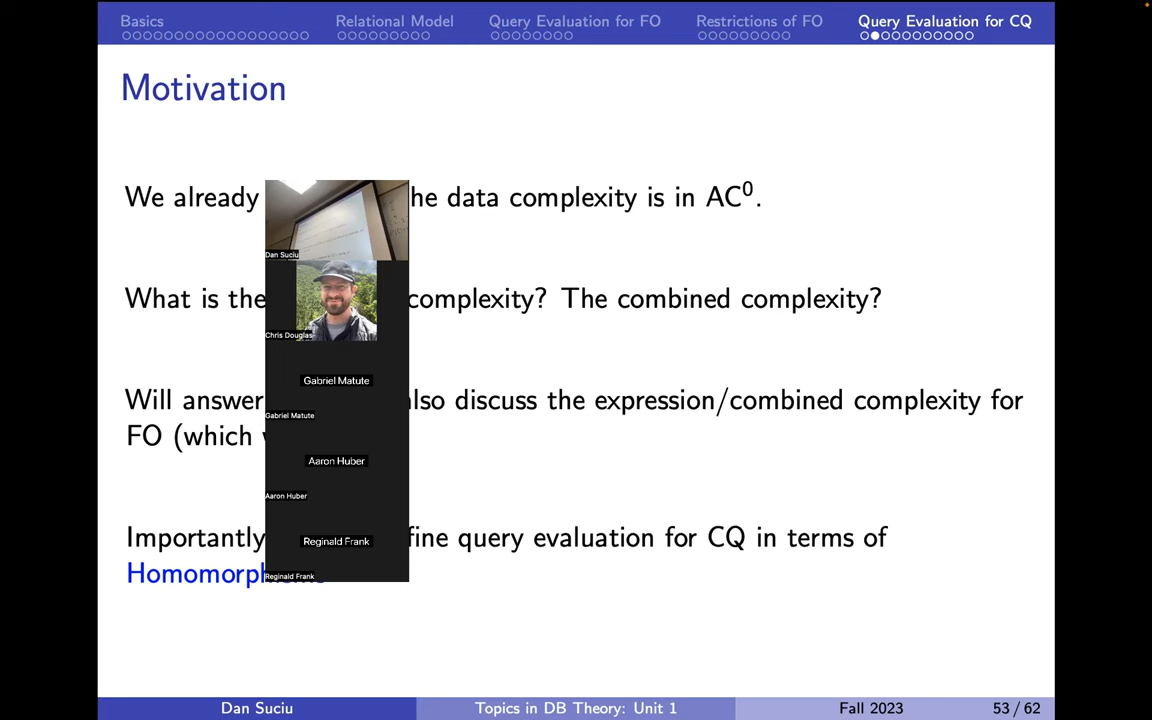 Basics Relational Model Query Evaluation for FO Restrictions of FO Query Evaluation for CQ
Motivation
We already he data complexity is in AC⁰.
Dan Suciu
What is the complexity? The combined complexity?
Chris Douglas
Gabriel Matute
Will answer also discuss the expression/combined complexity for
Gabriel Matute
FO (which
Aaron Huber
Aaron Huber
Importantly fine query evaluation for CQ in terms of
Reginald Frank
Homomorph
Reginald Frank
Dan Suciu Topics in DB Theory: Unit 1 Fall 2023 53 / 62